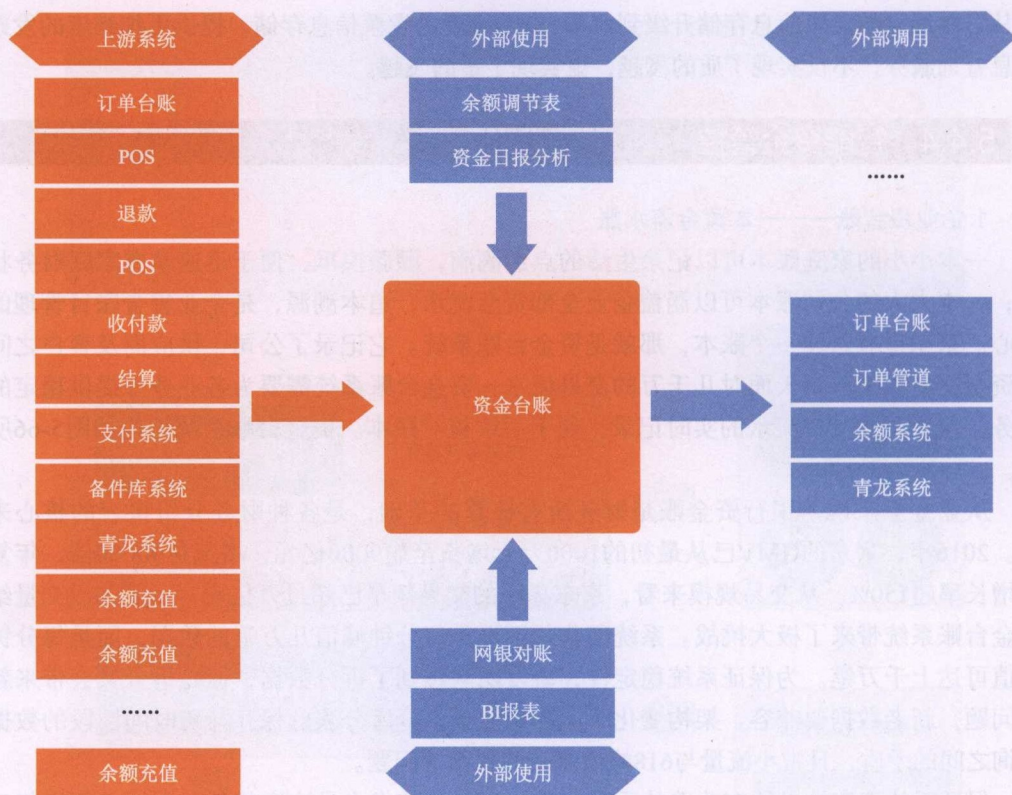 上游系统
订单台账
POS
退款
POS
收付款
结算
支付系统
备件库系统
青龙系统
余额充值
余额充值
......
余额充值
外部使用
余额调节表
资金日报分析
资金台账
网银对账
BI报表
外部使用
外部调用
......
订单台账
订单管道
余额系统
青龙系统